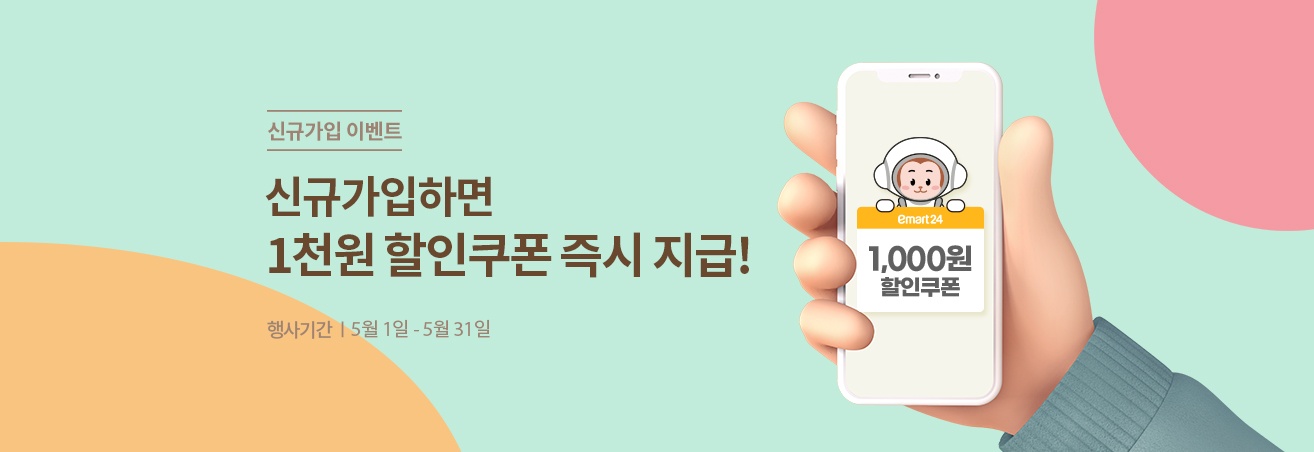 신규가입 이벤트
신규가입하면
1천원 할인쿠폰 즉시 지급!
행사기간 | 5월 1일 - 5월 31일
emart24
1,000원
할인쿠폰